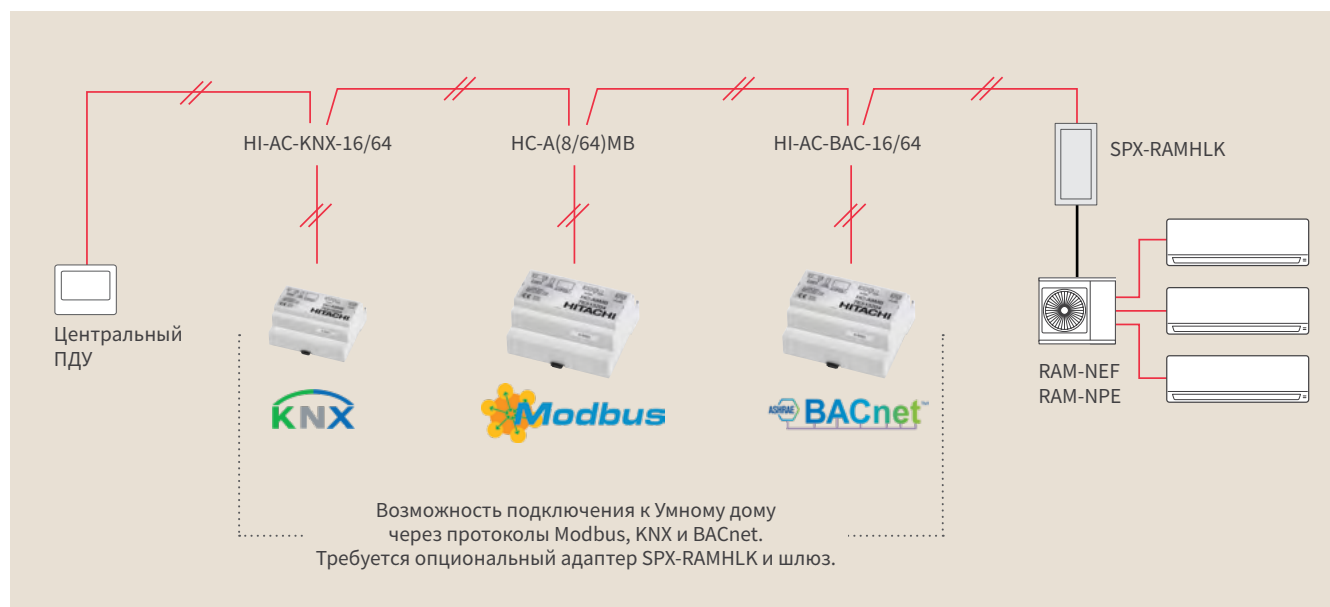 HI-AC-KNX-16/64
HC-A(8/64)MB
HI-AC-BAC-16/64
SPX-RAMHLK
Центральный
ПДУ
HITACHI
HITACHI
HITACHI
RAM-NEF
RAM-NPE
KNX
Modbus
ASHRAE BACnet
Возможность подключения к Умному дому
через протоколы Modbus, KNX и BACnet.
Требуется опциональный адаптер SPX-RAMHLK и шлюз.